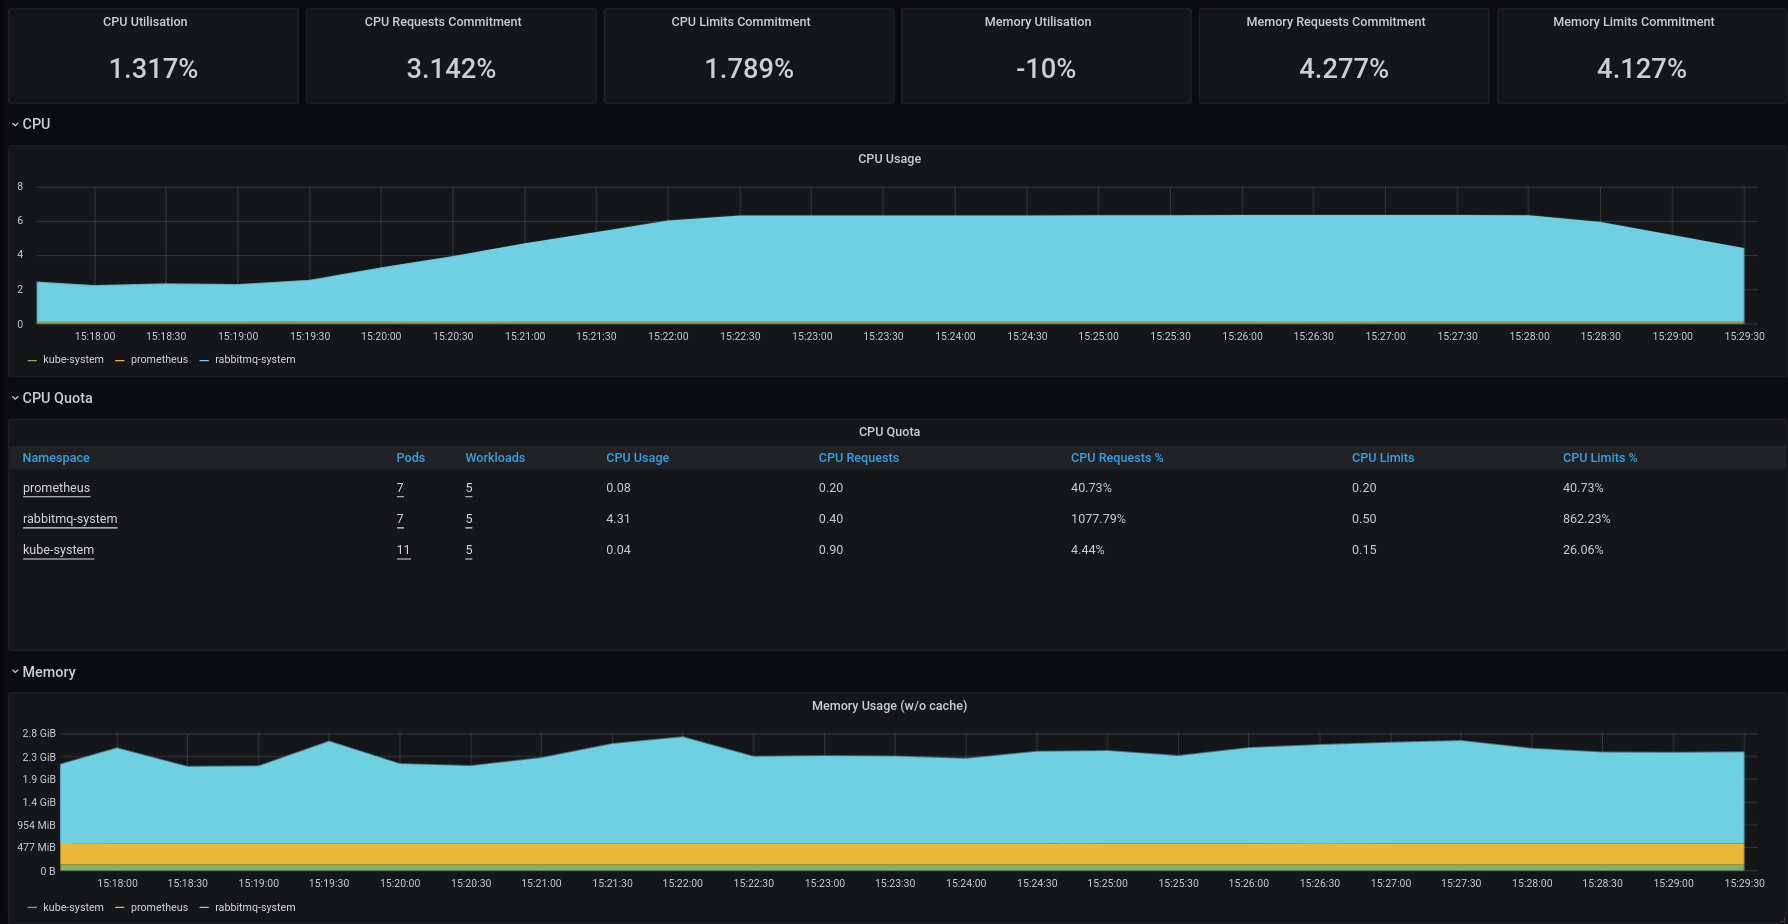 CPU Utilisation CPU Requests Commitment CPU Limits Commitment Memory Utilisation Memory Requests Commitment Memory Limits Commitment
1.317% 3.142% 1.789% -10% 4.277% 4.127%
CPU
CPU Usage
8
6
4
2
0
15:18:00 15:18:30 15:19:00 15:19:30 15:20:00 15:20:30 15:21:00 15:21:30 15:22:00 15:22:30 15:23:00 15:23:30 15:24:00 15:24:30 15:25:00 15:25:30 15:26:00 15:26:30 15:27:00 15:27:30 15:28:00 15:28:30 15:29:00 15:29:30
kube-system prometheus rabbitmq-system
CPU Quota
CPU Quota
Namespace Pods Workloads CPU Usage CPU Requests CPU Requests % CPU Limits CPU Limits %
prometheus 7 5 0.08 0.20 40.73% 0.20 40.73%
rabbitmq-system 7 5 4.31 0.40 1077.79% 0.50 862.23%
kube-system 11 5 0.04 0.90 4.44% 0.15 26.06%
Memory
Memory Usage (w/o cache)
2.8 GiB
2.3 GiB
1.9 GiB
1.4 GiB
954 MiB
477 MiB
0 B
15:18:00 15:18:30 15:19:00 15:19:30 15:20:00 15:20:30 15:21:00 15:21:30 15:22:00 15:22:30 15:23:00 15:23:30 15:24:00 15:24:30 15:25:00 15:25:30 15:26:00 15:26:30 15:27:00 15:27:30 15:28:00 15:28:30 15:29:00 15:29:30
kube-system prometheus rabbitmq-system